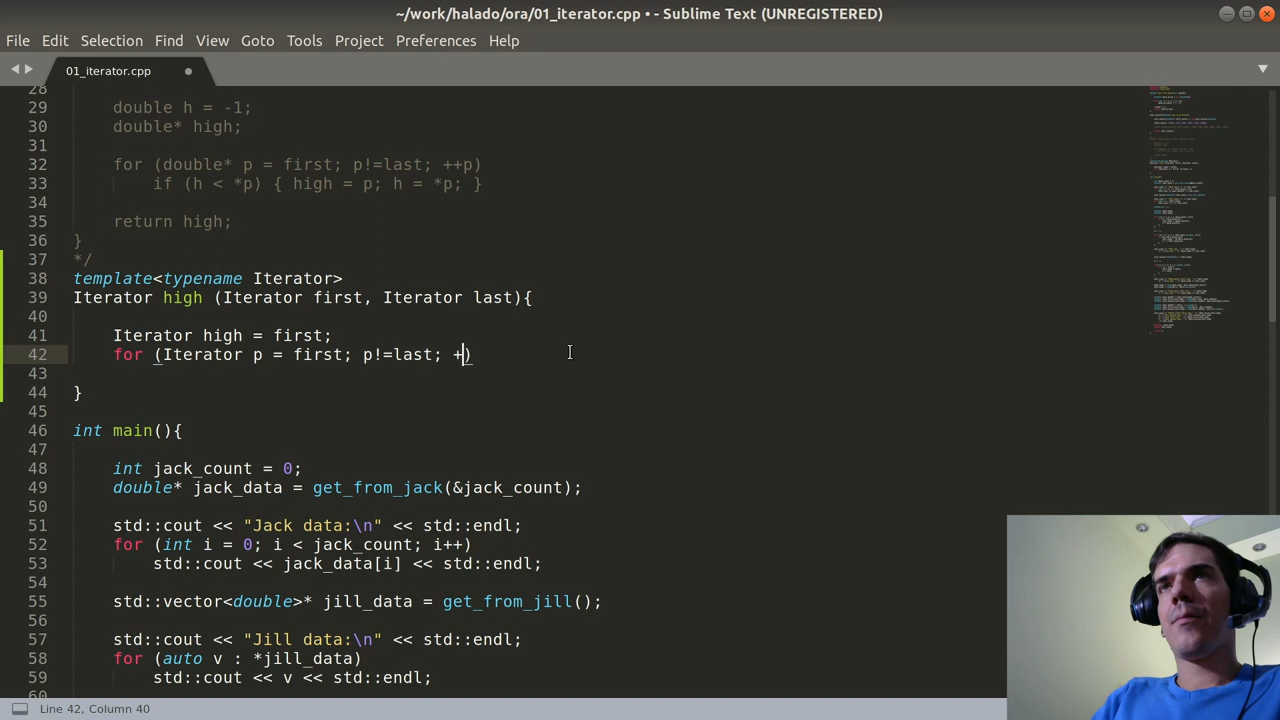 ~/work/halado/ora/01_iterator.cpp • - Sublime Text (UNREGISTERED)
File Edit Selection Find View Goto Tools Project Preferences Help
01_iterator.cpp
28
29 double h = -1;
30 double* high;
31
32 for (double* p = first; p!=last; ++p)
33 if (h < *p) { high = p; h = *p; }
34
35 return high;
36 }
37 */
38 template<typename Iterator>
39 Iterator high (Iterator first, Iterator last){
40
41 Iterator high = first;
42 for (Iterator p = first; p!=last; +)
43
44 }
45
46 int main(){
47
48 int jack_count = 0;
49 double* jack_data = get_from_jack(&jack_count);
50
51 std::cout << "Jack data:\n" << std::endl;
52 for (int i = 0; i < jack_count; i++)
53 std::cout << jack_data[i] << std::endl;
54
55 std::vector<double>* jill_data = get_from_jill();
56
57 std::cout << "Jill data:\n" << std::endl;
58 for (auto v : *jill_data)
59 std::cout << v << std::endl;
60
Line 42, Column 40